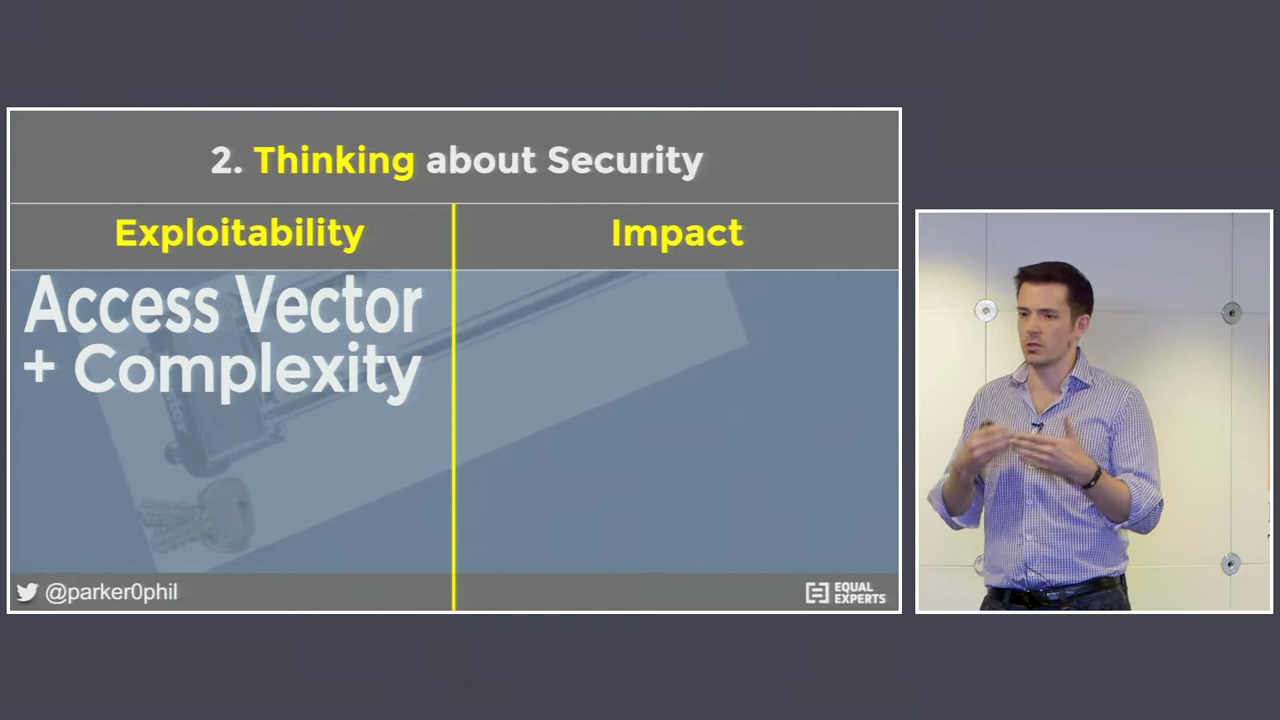 2. Thinking about Security
Exploitability
Impact
Access Vector
+ Complexity
@parker0phil
EQUAL
EXPERTS